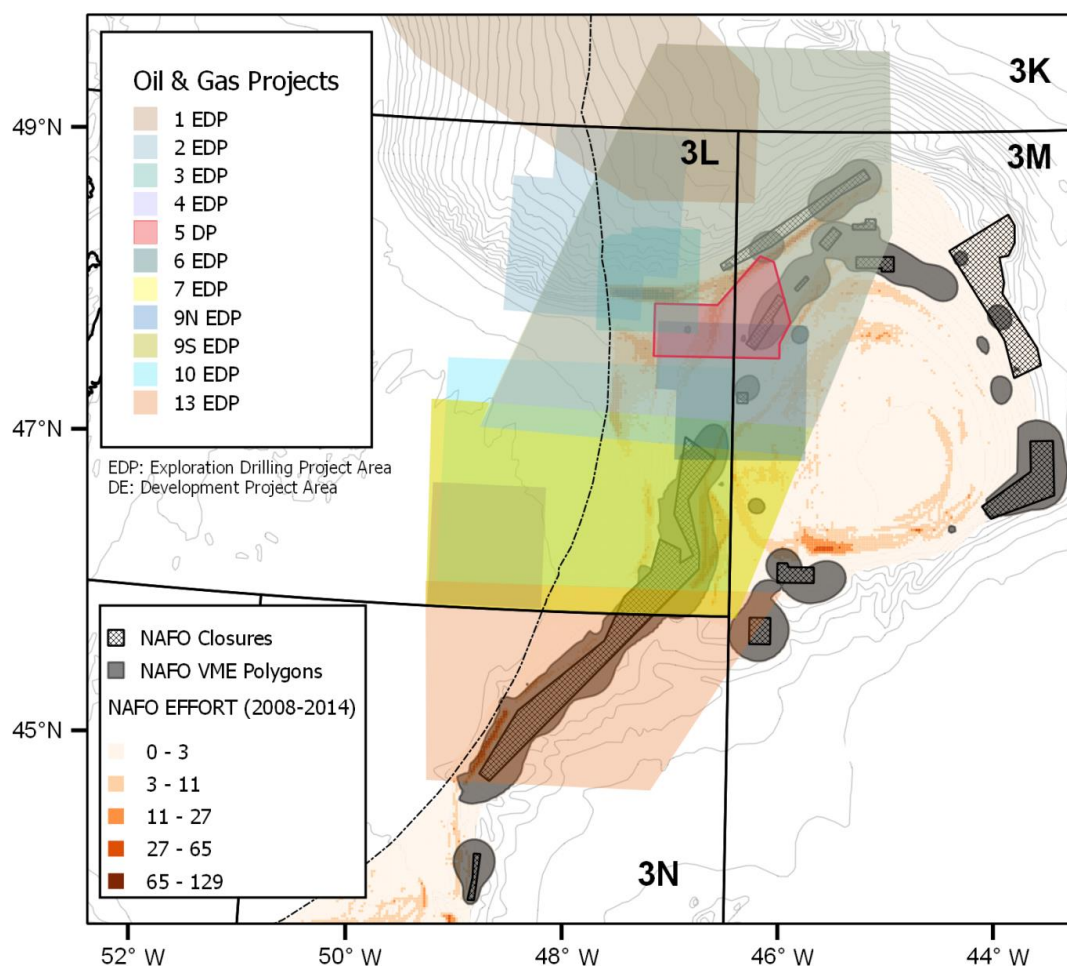 Oil & Gas Projects
1 EDP
2 EDP
3 EDP
4 EDP
5 DP
6 EDP
7 EDP
9N EDP
9S EDP
10 EDP
13 EDP
EDP: Exploration Drilling Project Area
DE: Development Project Area
3K
3L
3M
3N
49° N
47° N
45° N
NAFO Closures
NAFO VME Polygons
NAFO EFFORT (2008-2014)
0 - 3
3 - 11
11 - 27
27 - 65
65 - 129
52° W
50° W
48° W
46° W
44° W